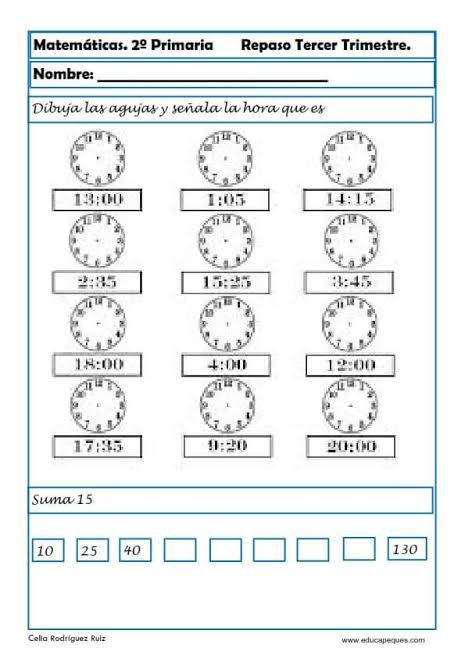 Matemáticas. 2º Primaria Repaso Tercer Trimestre.
Nombre:
Dibuja las agujas y señala la hora que es
13:00 1:05 14:15
2:35 15:25 3:45
18:00 4:00 12:00
17:35 9:20 20:00
Suma 15
10 25 40 130
Celia Rodríguez Ruiz www.educapeques.com